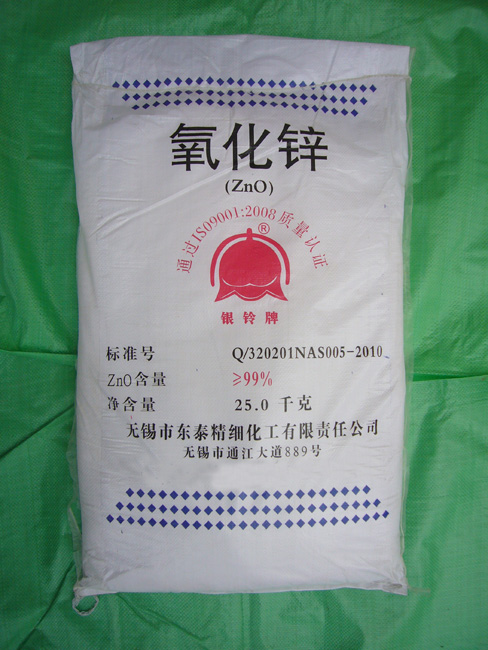 氧化锌
(ZnO)
通过ISO9001:2008质量认证
®
银铃牌
标准号 Q/320201NAS005-2010
ZnO含量 ≥99%
净含量 25.0 千克
无锡市东泰精细化工有限责任公司
无锡市通江大道889号